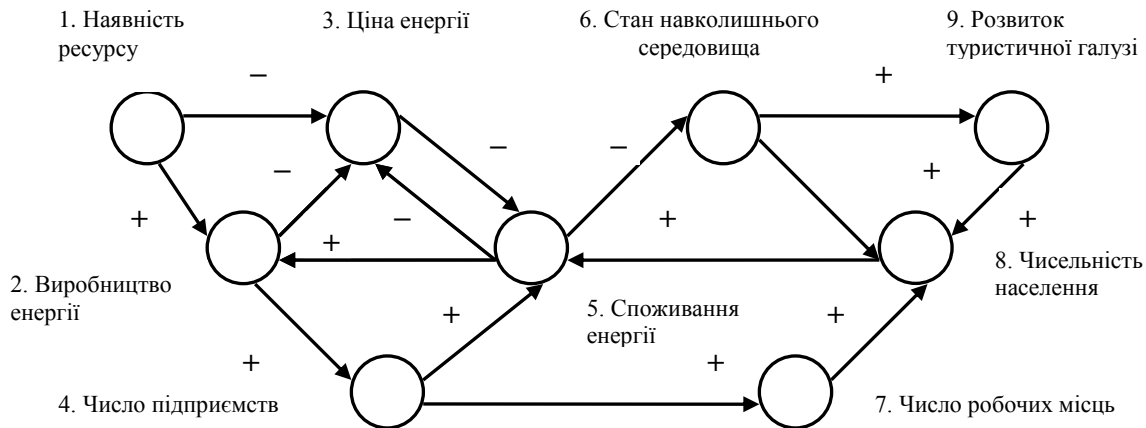 1. Наявність
ресурсу
3. Ціна енергії
6. Стан навколишнього
середовища
9. Розвиток
туристичної галузі
−
+
−
−
−
+
+
−
+
+
+
2. Виробництво
енергії
+
5. Споживання
енергії
+
8. Чисельність
населення
+
+
4. Число підприємств
7. Число робочих місць